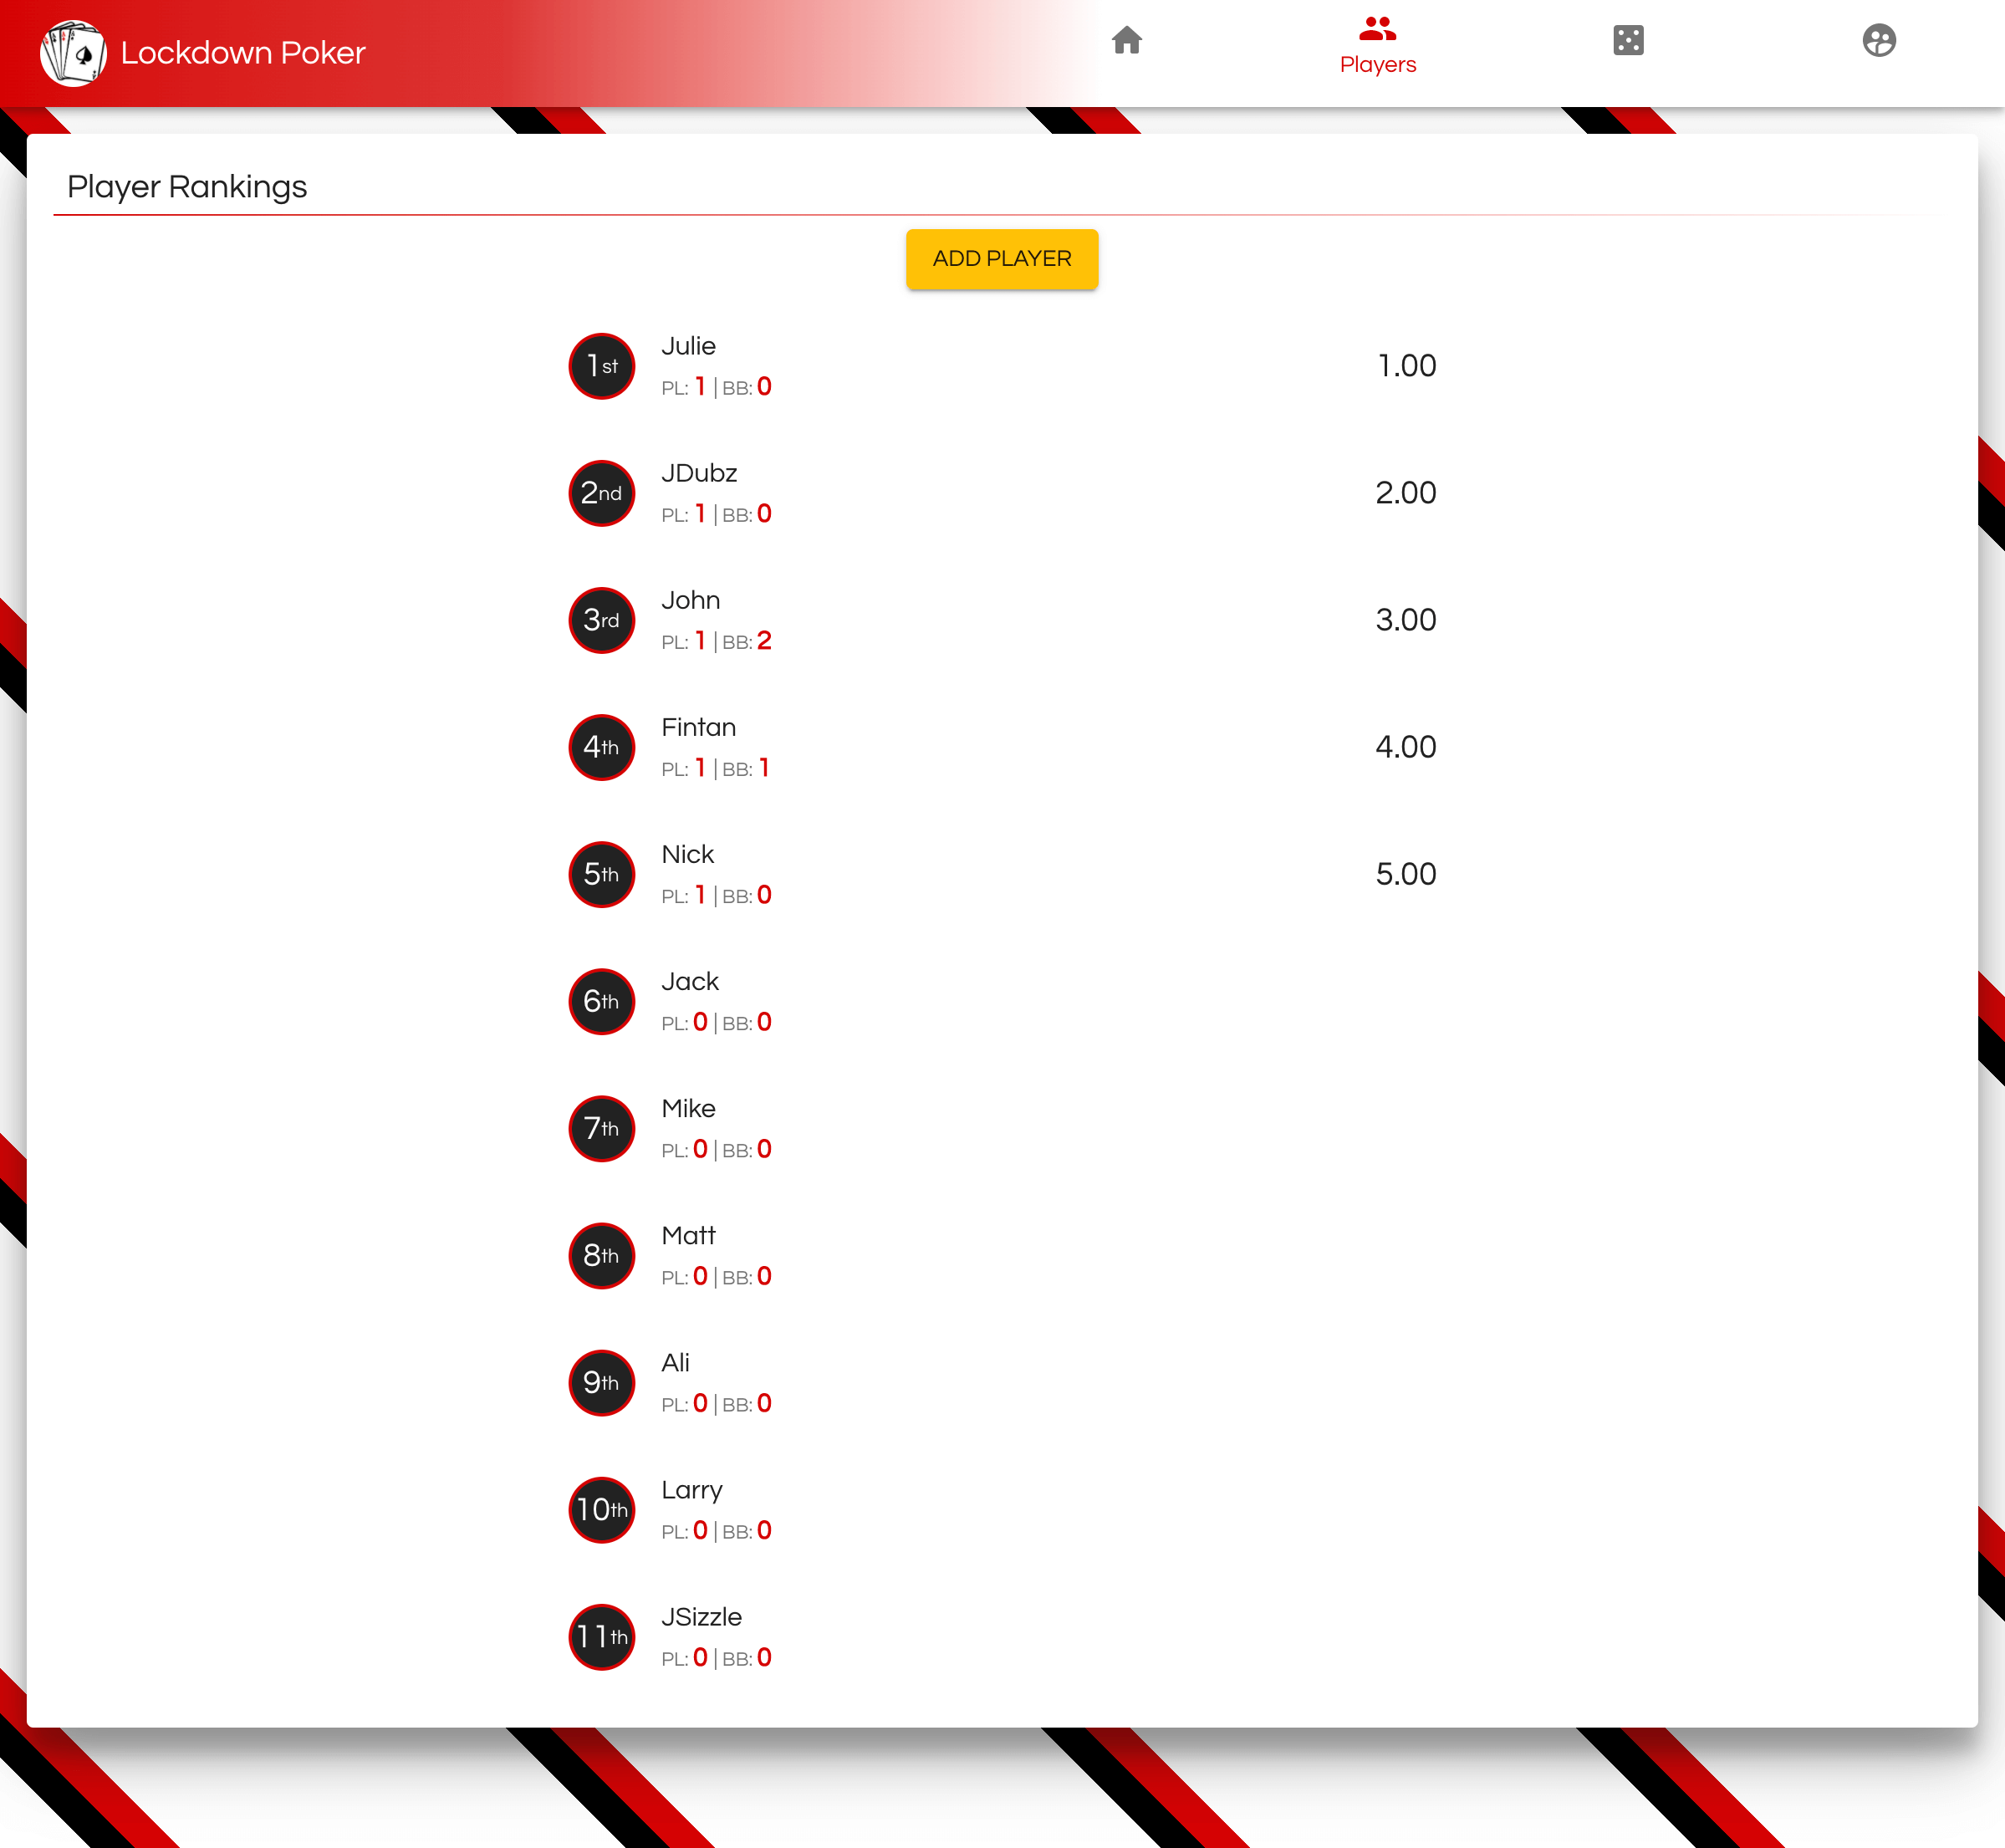 Lockdown Poker
Players
Player Rankings
ADD PLAYER
1st
Julie
1.00
PL: 1 | BB: 0
2nd
JDubz
2.00
PL: 1 | BB: 0
3rd
John
3.00
PL: 1 | BB: 2
4th
Fintan
4.00
PL: 1 | BB: 1
5th
Nick
5.00
PL: 1 | BB: 0
6th
Jack
PL: 0 | BB: 0
7th
Mike
PL: 0 | BB: 0
8th
Matt
PL: 0 | BB: 0
9th
Ali
PL: 0 | BB: 0
10th
Larry
PL: 0 | BB: 0
11th
JSizzle
PL: 0 | BB: 0